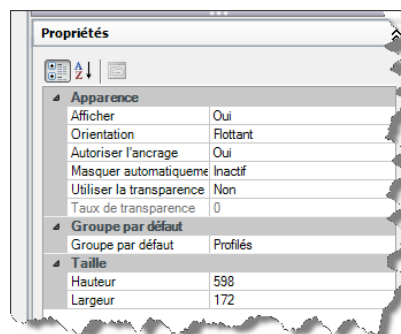 Propriétés
Apparence
Afficher Oui
Orientation Flottant
Autoriser l'ancrage Oui
Masquer automatiqueme Inactif
Utiliser la transparence Non
Taux de transparence 0
Groupe par défaut
Groupe par défaut Profilés
Taille
Hauteur 598
Largeur 172